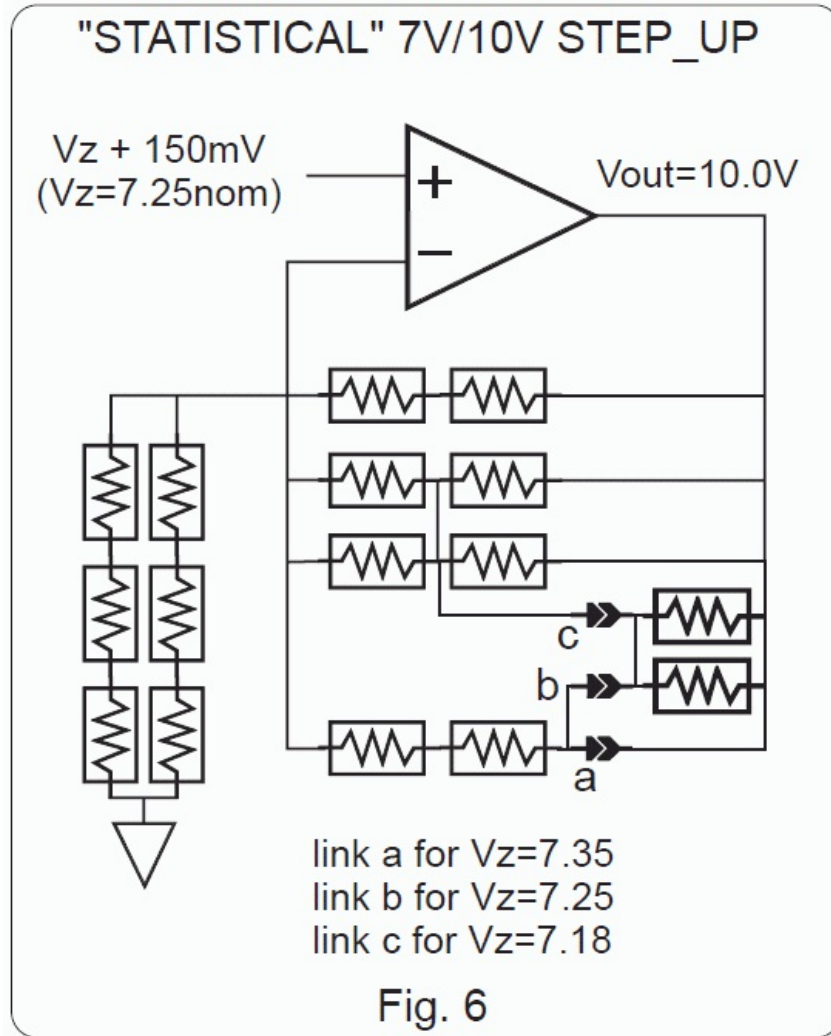 "STATISTICAL" 7V/10V STEP_UP
Vz + 150mV
(Vz=7.25nom)
Vout=10.0V
+
−
c
b
a
link a for Vz=7.35
link b for Vz=7.25
link c for Vz=7.18
Fig. 6